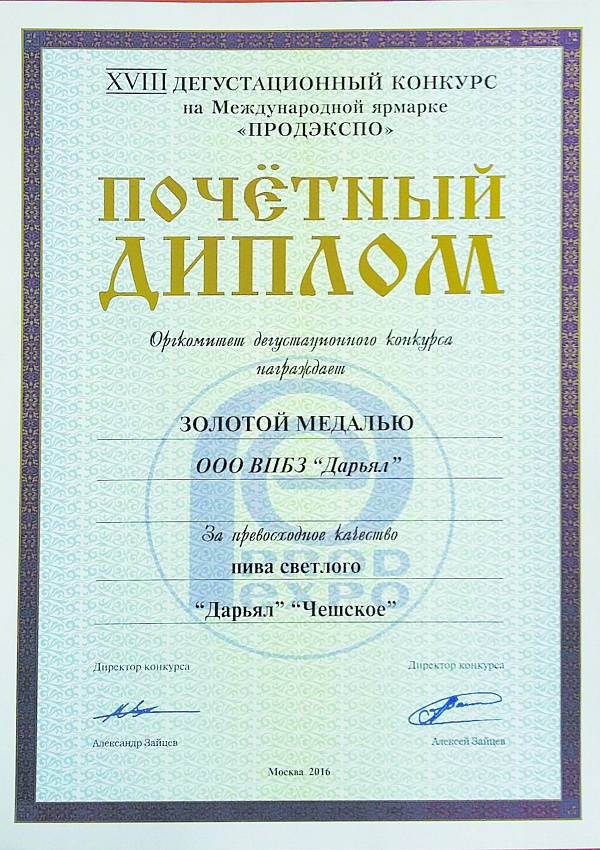 XVIII ДЕГУСТАЦИОННЫЙ КОНКУРС
на Международной ярмарке
«ПРОДЭКСПО»
ПОЧЁТНЫЙ
ДИПЛОМ
Оргкомитет дегустационного конкурса
награждает
ЗОЛОТОЙ МЕДАЛЬЮ
ООО ВПБЗ “Дарьял”
За превосходное качество
PROD
пива светлого
EXPO
“Дарьял” “Чешское”
Директор конкурса Директор конкурса
Александр Зайцев Алексей Зайцев
Москва 2016